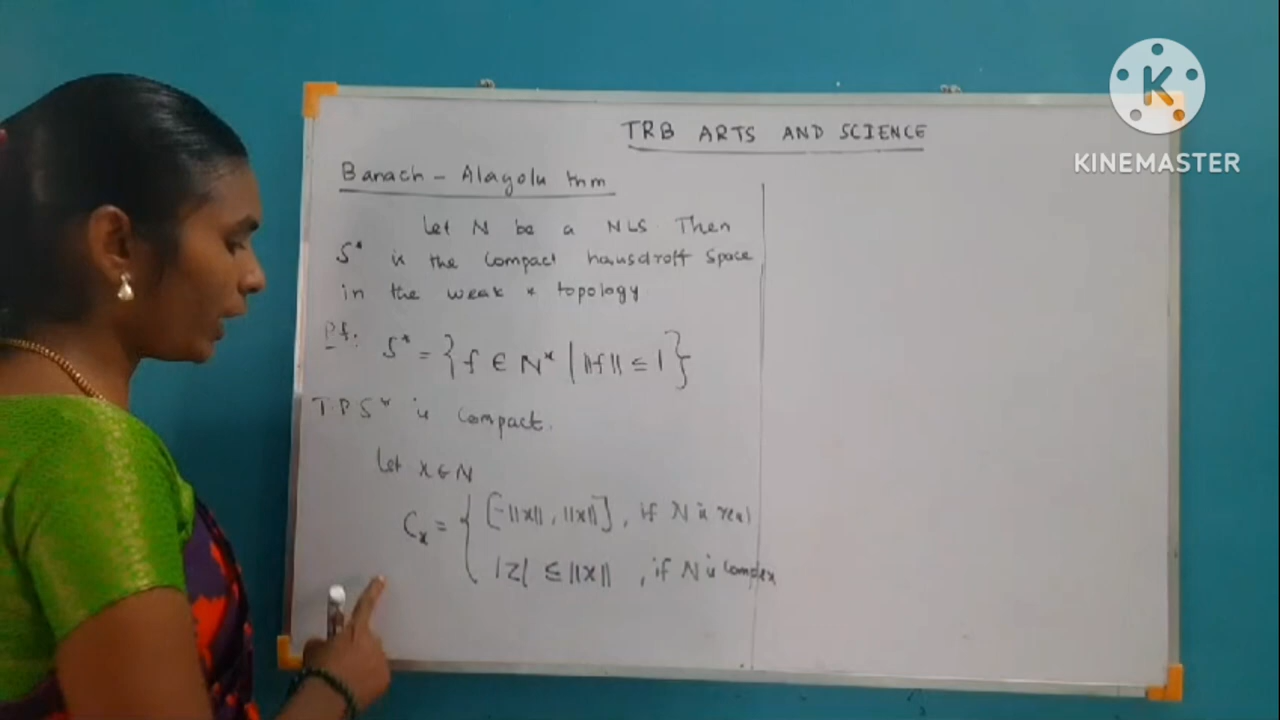 TRB ARTS AND SCIENCE
KINEMASTER
Banach - Alagolu thm
Let N be a NLS. Then
S* is the compact hausdroff space
in the weak * topology
Pf:
S* = {f ∈ N* | ||f|| ≤ 1}
T.P S* is compact.
Let x ∈ N
C_x = { [-||x||, ||x||], if N is real
|z| ≤ ||x||, if N is complex